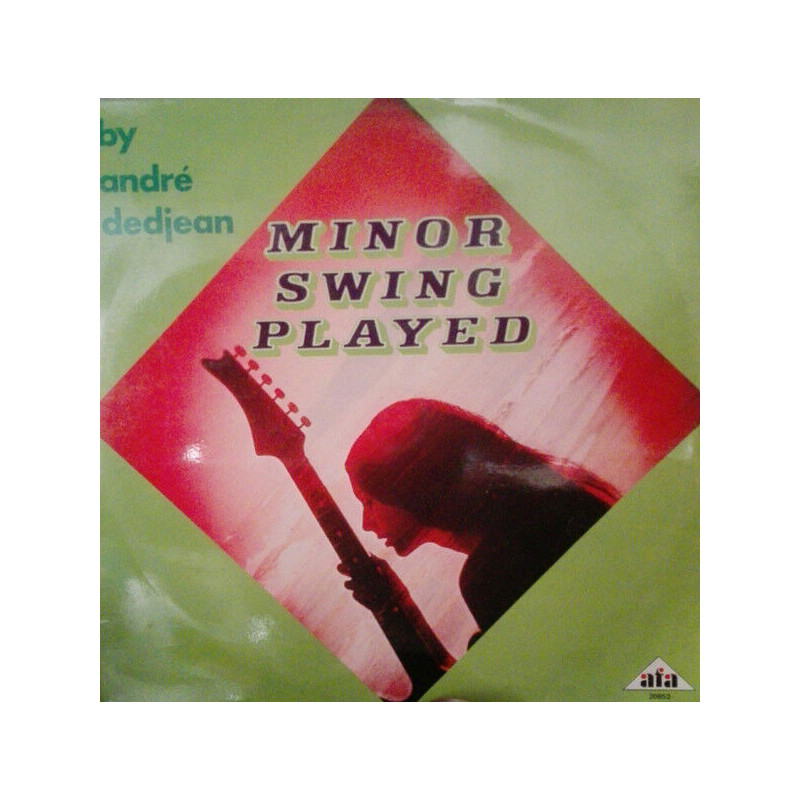 by
andré
dedjean
MINOR
SWING
PLAYED
afa
20852